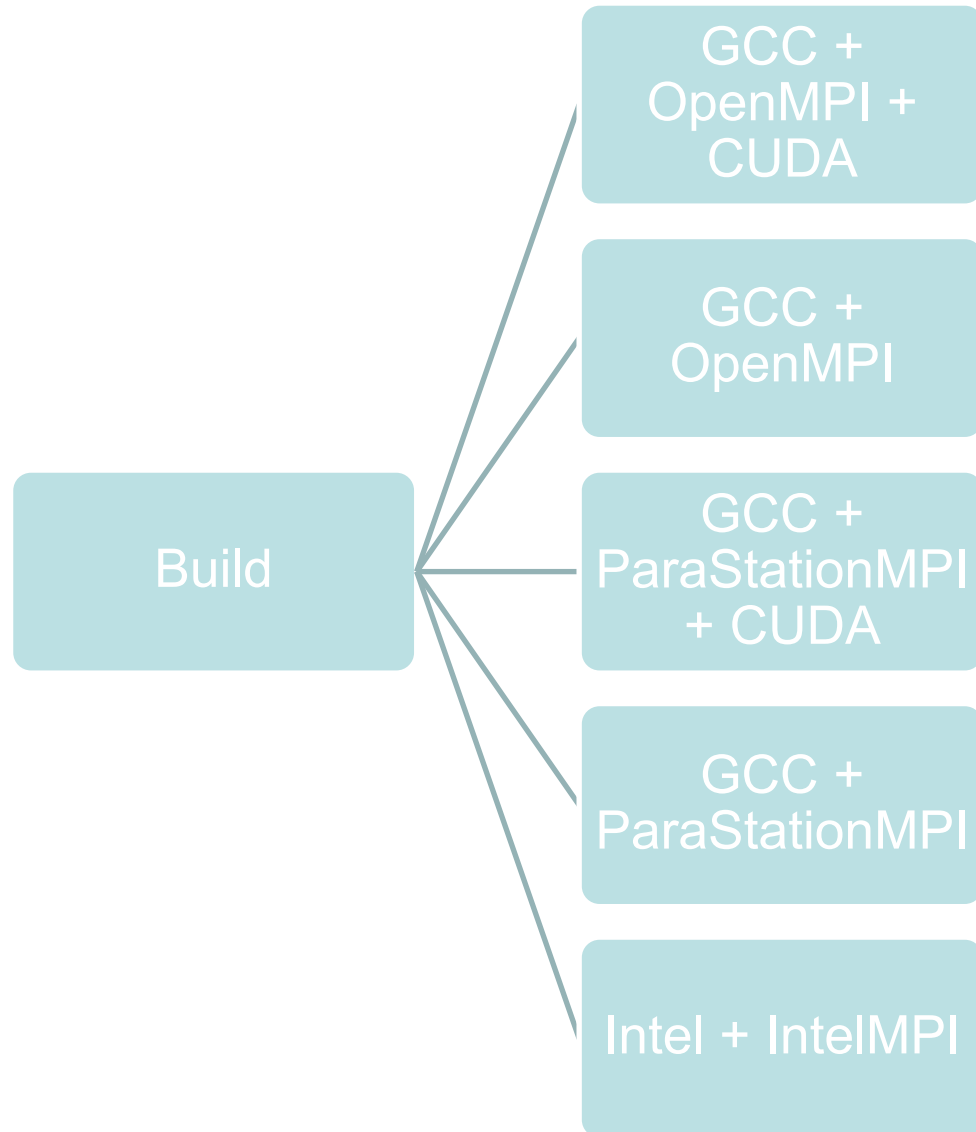 GCC +
OpenMPI +
CUDA
GCC +
OpenMPI
Build
GCC +
ParaStationMPI
+ CUDA
GCC +
ParaStationMPI
Intel + IntelMPI